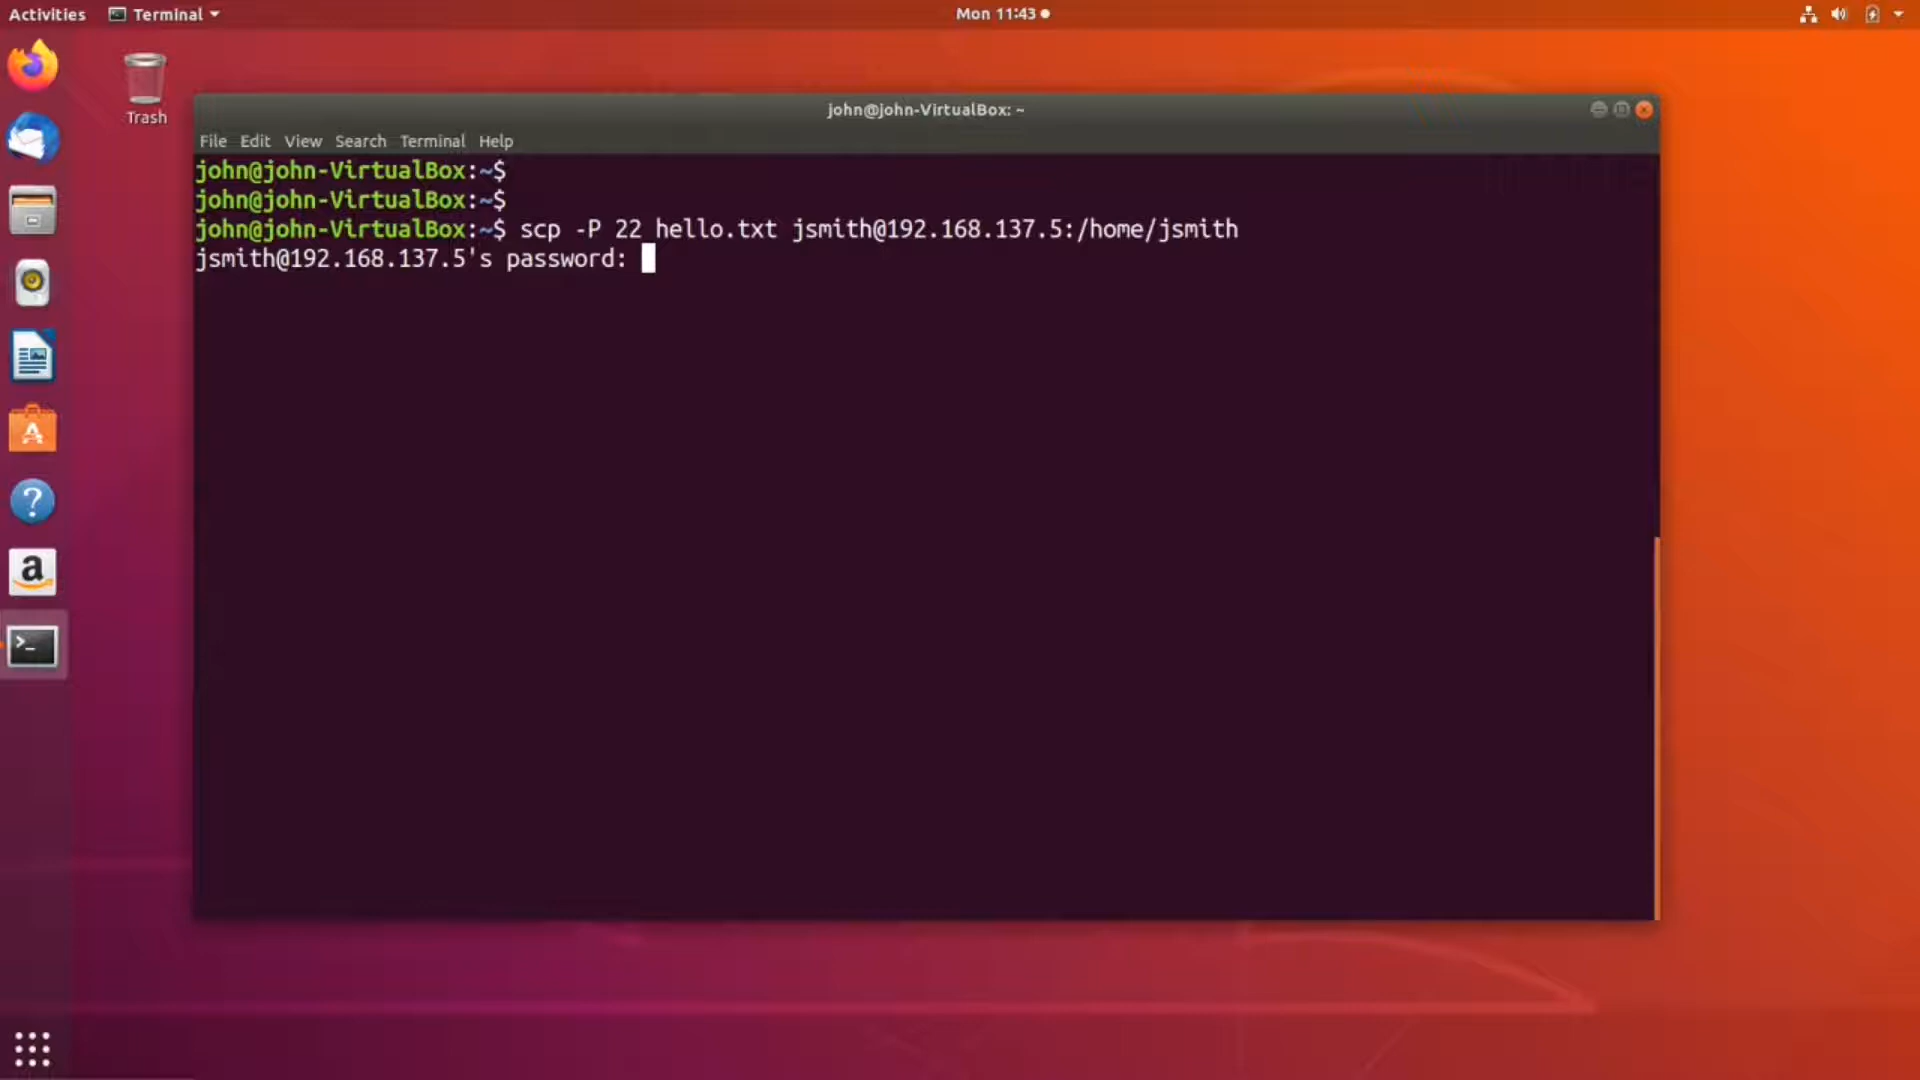 Activities Terminal Mon 11:43
Trash
john@john-VirtualBox: ~
File Edit View Search Terminal Help
john@john-VirtualBox:~$
john@john-VirtualBox:~$
john@john-VirtualBox:~$ scp -P 22 hello.txt jsmith@192.168.137.5:/home/jsmith
jsmith@192.168.137.5's password: